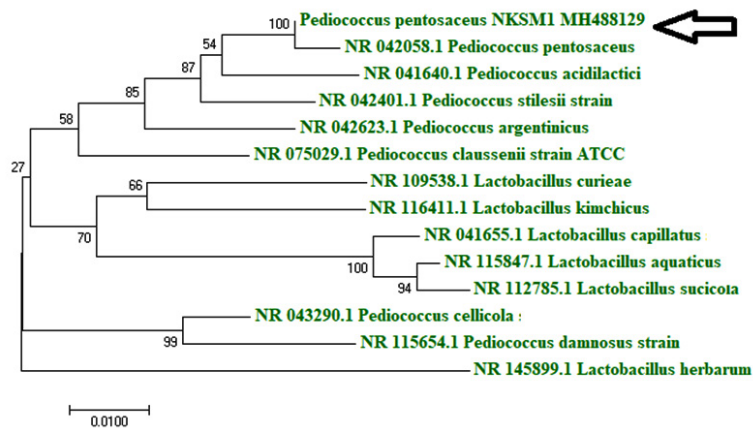 100
Pediococcus pentosaceus NKSM1 MH488129
54
NR 042058.1 Pediococcus pentosaceus
87
NR 041640.1 Pediococcus acidilactici
85
NR 042401.1 Pediococcus stilesii strain
58
NR 042623.1 Pediococcus argentinicus
NR 075029.1 Pediococcus claussenii strain ATCC
27
66
NR 109538.1 Lactobacillus curieae
NR 116411.1 Lactobacillus kimchicus
70
NR 041655.1 Lactobacillus capillatus
100
NR 115847.1 Lactobacillus aquaticus
94
NR 112785.1 Lactobacillus sucicola
NR 043290.1 Pediococcus cellicola s
99
NR 115654.1 Pediococcus damnosus strain
NR 145899.1 Lactobacillus herbarum
0.0100